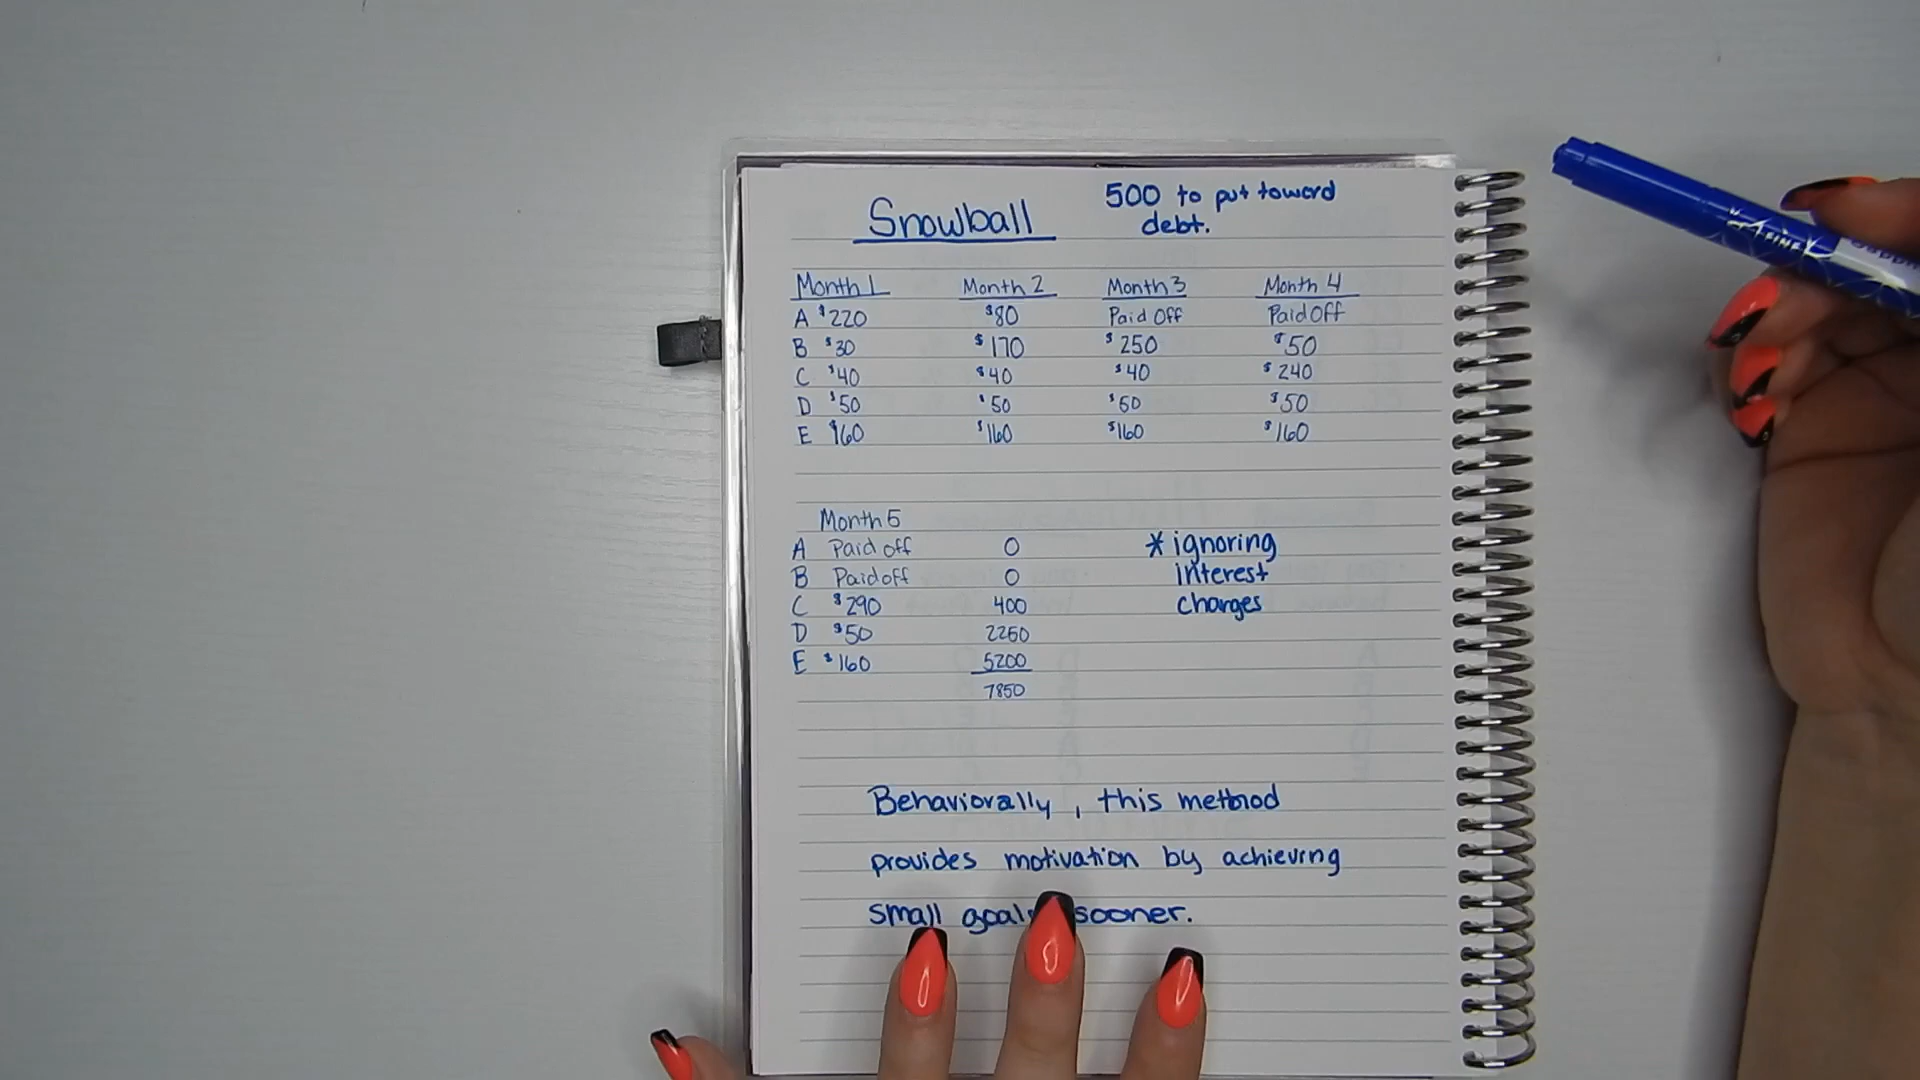 Snowball
500 to put toward
debt.
Month 1 Month 2 Month 3 Month 4
A $220 $80 Paid Off Paid Off
B $30 $170 $250 $50
C $40 $40 $40 $240
D $50 $50 $50 $50
E $160 $160 $160 $160
Month 5
A Paid off 0
B Paid off 0
C $290 400
D $50 2250
E $160 5200
7850
* ignoring
interest
charges
Behaviorally, this method
provides motivation by achieving
small goals sooner.